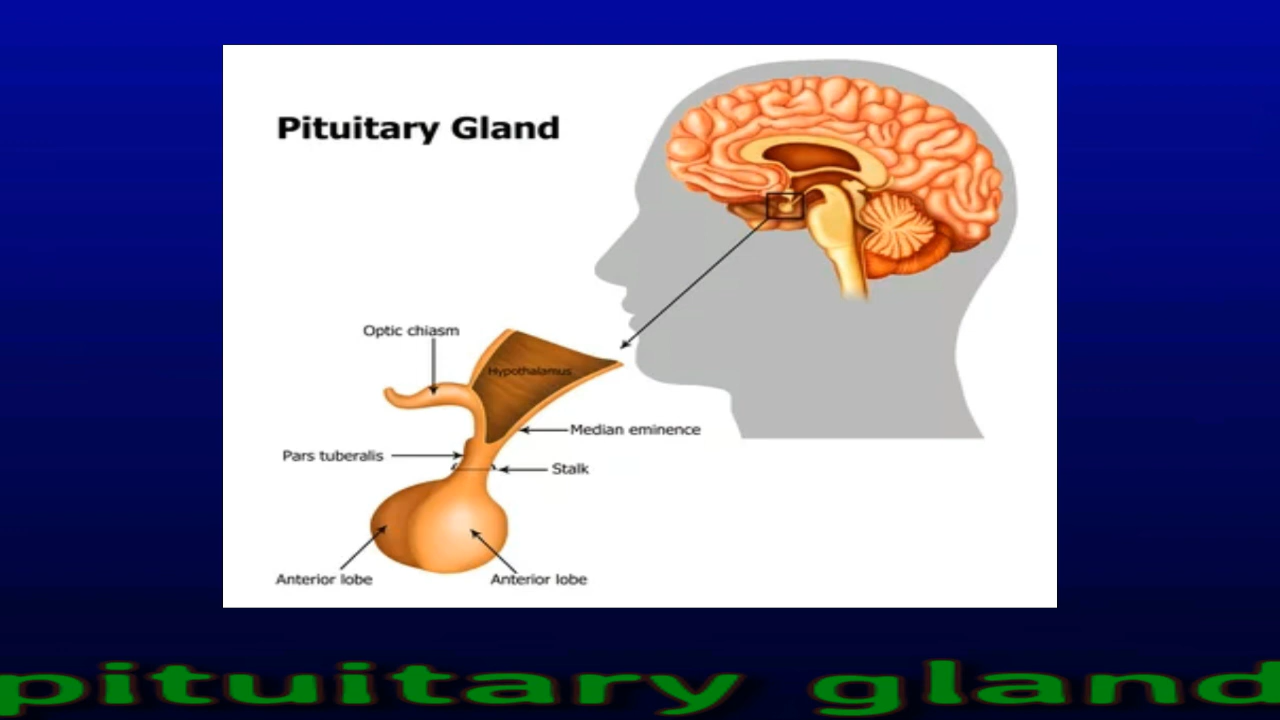 Pituitary Gland
Optic chiasm
Hypothalamus
Median eminence
Pars tuberalis
Stalk
Anterior lobe
Anterior lobe
pituitary gland